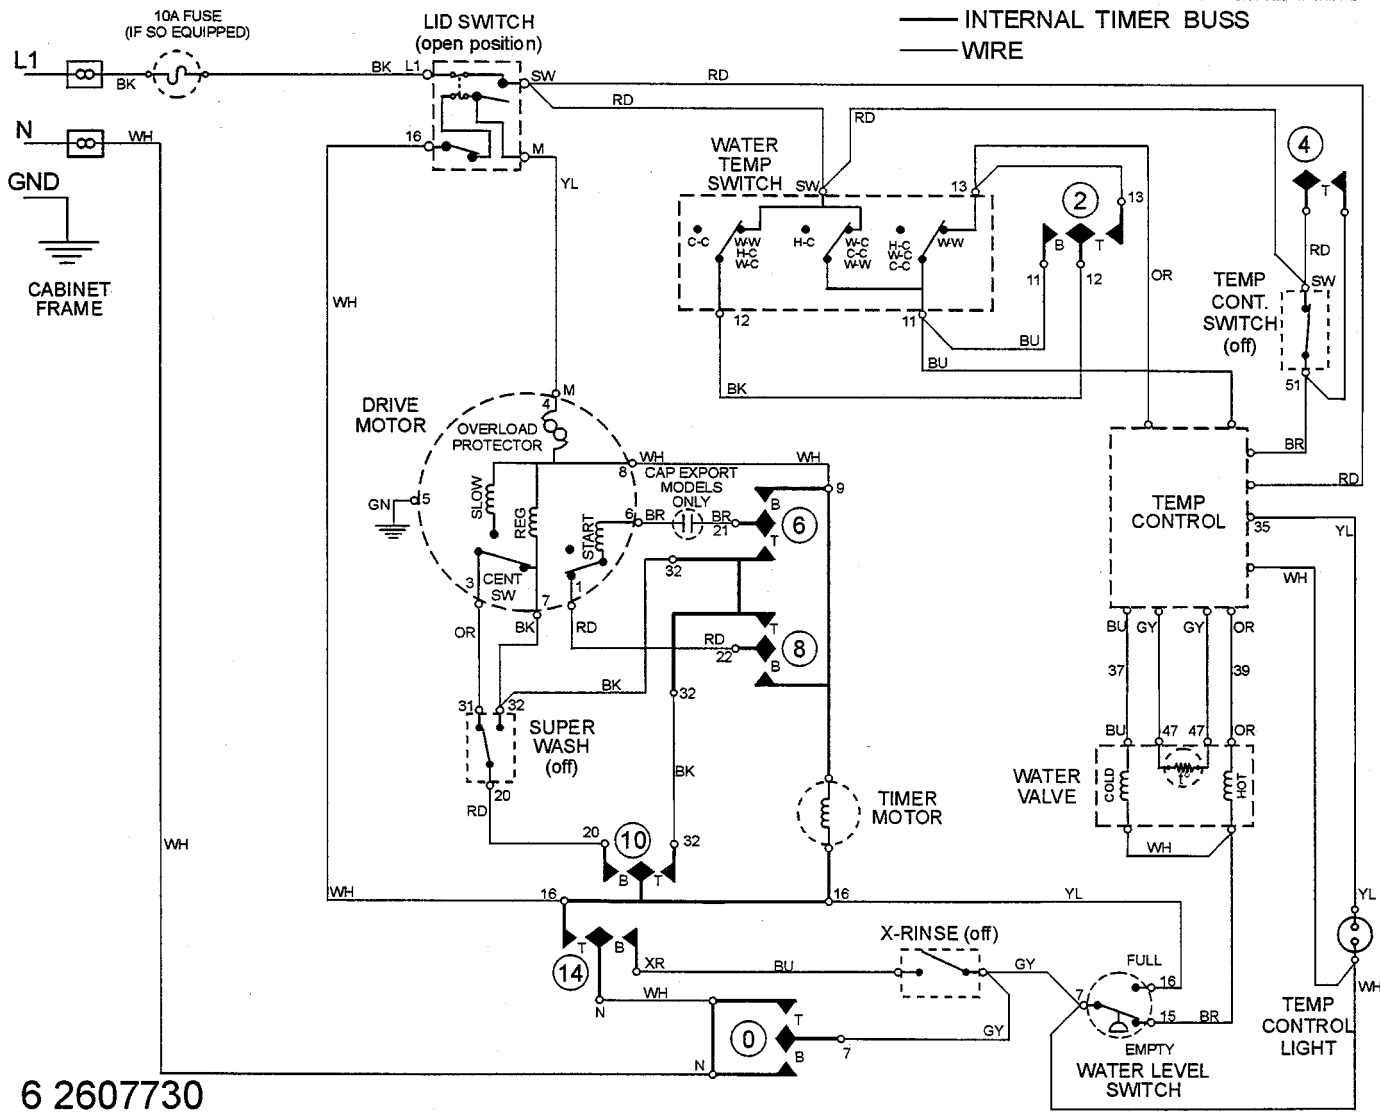 10A FUSE
(IF SO EQUIPPED)
LID SWITCH
(open position)
INTERNAL TIMER BUSS
WIRE
L1
BK
BK
L1
SW
RD
RD
RD
N
WH
16
M
YL
GND
CABINET
FRAME
WH
WATER
TEMP
SWITCH
SW
13
13
2
4
T
B
T
C-C
W-W
H-C
W-C
H-C
W-C
C-C
W-W
H-C
W-C
C-C
W-W
11
12
OR
RD
SW
TEMP
CONT.
SWITCH
(off)
12
11
BU
BU
BK
51
BR
RD
DRIVE
MOTOR
M
4
OVERLOAD
PROTECTOR
8
WH
WH
CAP EXPORT
MODELS
ONLY
9
B
6
T
GN
5
SLOW
REG
START
6
BR
BR
21
32
3
CENT
SW
7
1
OR
BK
RD
RD
22
T
8
B
BK
32
31
32
SUPER
WASH
(off)
20
RD
BK
TEMP
CONTROL
35
YL
WH
BU
GY
GY
OR
37
39
BU
47
47
OR
WATER
VALVE
COLD
t°
HOT
WH
TIMER
MOTOR
20
10
32
B
T
WH
WH
16
16
YL
T
B
14
XR
BU
X-RINSE (off)
GY
FULL
16
7
15
BR
EMPTY
WATER LEVEL
SWITCH
YL
WH
TEMP
CONTROL
LIGHT
WH
N
T
0
B
7
GY
N
6 2607730